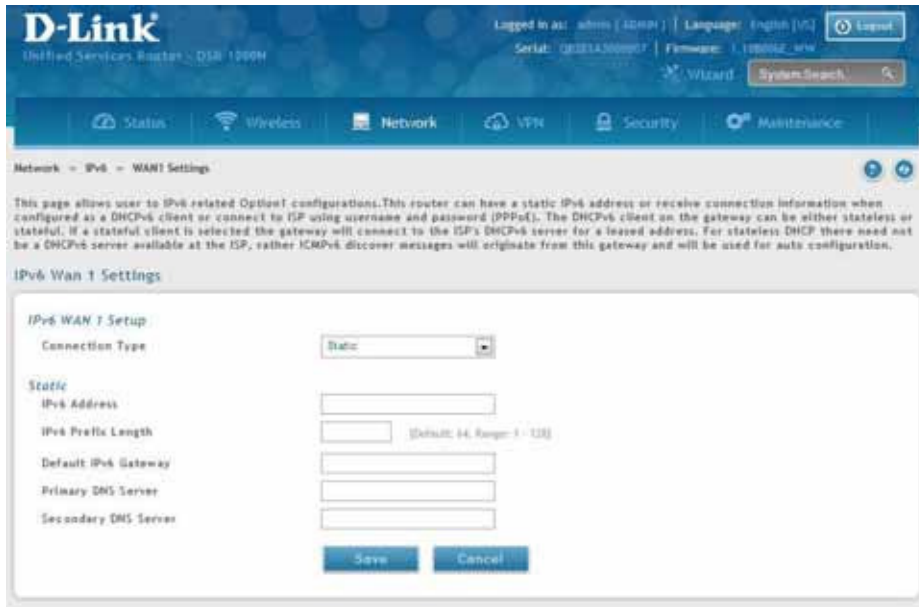 D-Link
Unified Services Router - DSR-1000N
Logged in as: admin [ ADMIN ] | Language: English [US]
Logout
Serial: | Firmware:
Wizard
System Search
Status
Wireless
Network
VPN
Security
Maintenance
Network » IPv6 » WAN1 Settings
This page allows user to IPv6 related Option1 configurations.This router can have a static IPv6 address or receive connection information when
configured as a DHCPv6 client or connect to ISP using username and password (PPPoE). The DHCPv6 client on the gateway can be either stateless or
stateful. If a stateful client is selected the gateway will connect to the ISP's DHCPv6 server for a leased address. For stateless DHCP there need not
be a DHCPv6 server available at the ISP, rather ICMPv6 discover messages will originate from this gateway and will be used for auto configuration.
IPv6 Wan 1 Settings
IPv6 WAN 1 Setup
Connection Type
Static
Static
IPv6 Address
IPv6 Prefix Length
[Default: 64, Range: 1 - 128]
Default IPv6 Gateway
Primary DNS Server
Secondary DNS Server
Save
Cancel